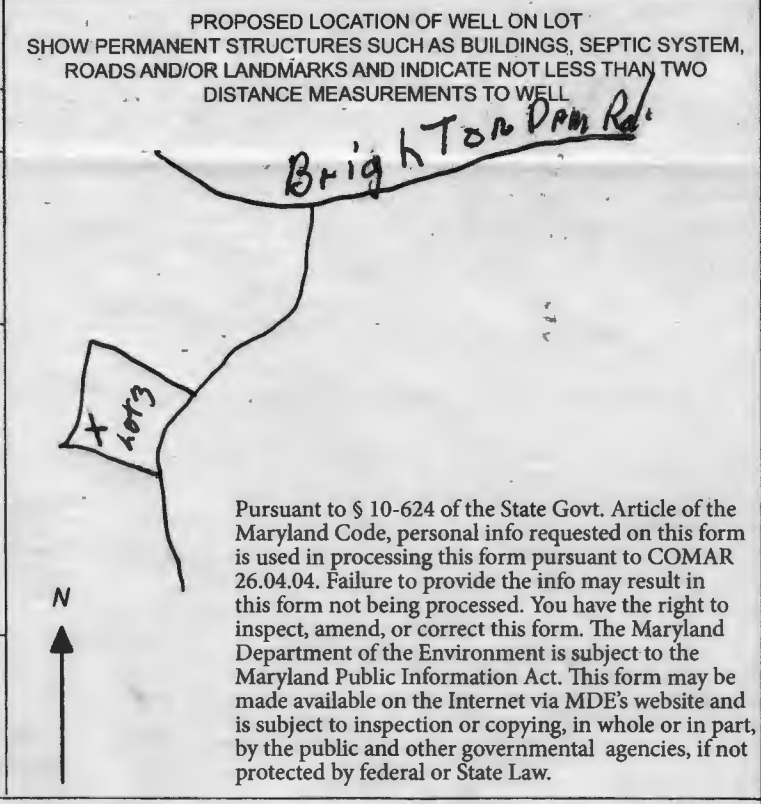 PROPOSED LOCATION OF WELL ON LOT
SHOW PERMANENT STRUCTURES SUCH AS BUILDINGS, SEPTIC SYSTEM,
ROADS AND/OR LANDMARKS AND INDICATE NOT LESS THAN TWO
DISTANCE MEASUREMENTS TO WELL
Brighton Dam Rd.
Lot 3
Pursuant to § 10-624 of the State Govt. Article of the
Maryland Code, personal info requested on this form
is used in processing this form pursuant to COMAR
26.04.04. Failure to provide the info may result in
this form not being processed. You have the right to
inspect, amend, or correct this form. The Maryland
Department of the Environment is subject to the
Maryland Public Information Act. This form may be
made available on the Internet via MDE's website and
is subject to inspection or copying, in whole or in part,
by the public and other governmental agencies, if not
protected by federal or State Law.
N